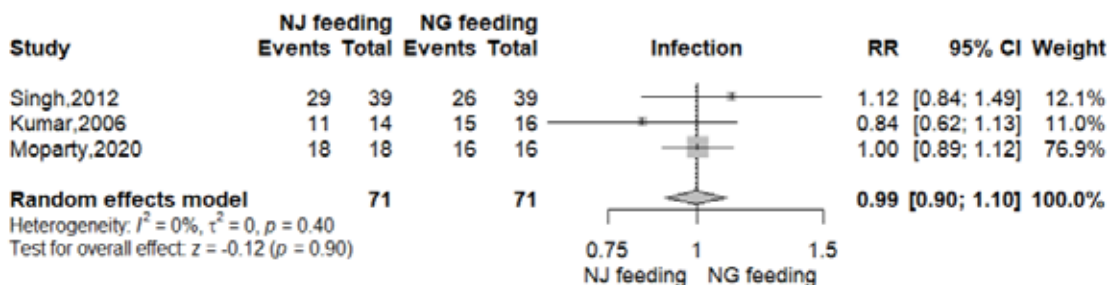 NJ feeding NG feeding
Study Events Total Events Total Infection RR 95% CI Weight
Singh,2012 29 39 26 39 1.12 [0.84; 1.49] 12.1%
Kumar,2006 11 14 15 16 0.84 [0.62; 1.13] 11.0%
Moparty,2020 18 18 16 16 1.00 [0.89; 1.12] 76.9%
Random effects model 71 71 0.99 [0.90; 1.10] 100.0%
Heterogeneity: I² = 0%, τ² = 0, p = 0.40
Test for overall effect: z = -0.12 (p = 0.90)
0.75 1 1.5
NJ feeding NG feeding